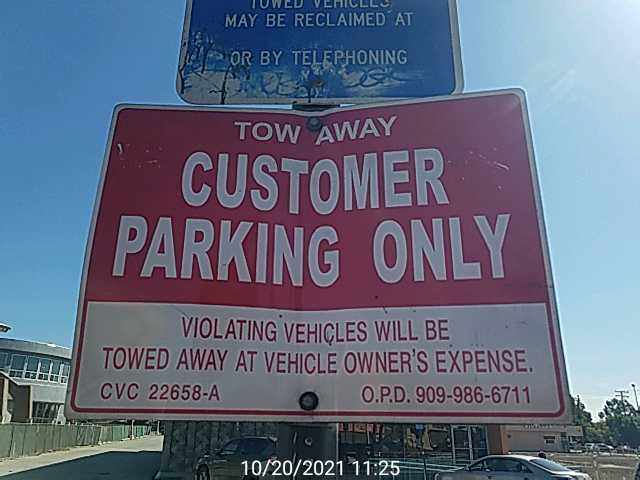 TOWED VEHICLES
MAY BE RECLAIMED AT
OR BY TELEPHONING
TOW AWAY
CUSTOMER
PARKING ONLY
VIOLATING VEHICLES WILL BE
TOWED AWAY AT VEHICLE OWNER'S EXPENSE.
CVC 22658-A O.P.D. 909-986-6711
10/20/2021 11:25